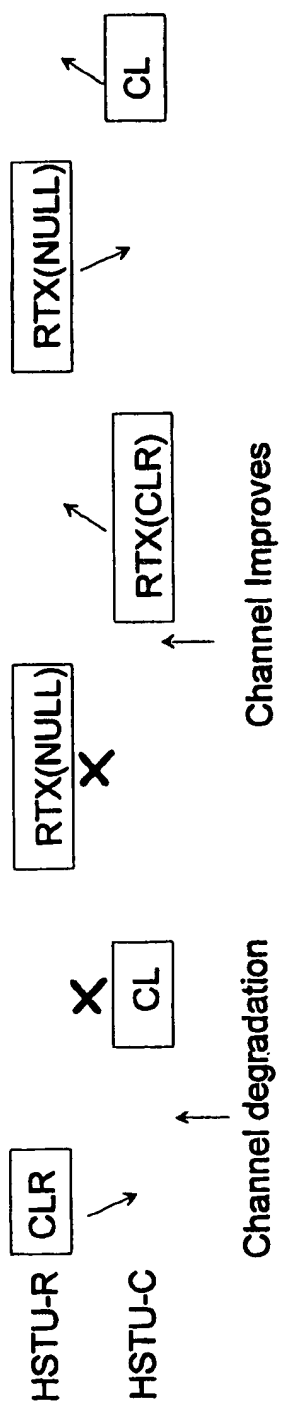 HSTU-R CLR RTX(NULL) RTX(NULL)
X
X
HSTU-C CL RTX(CLR) CL
Channel degradation Channel Improves